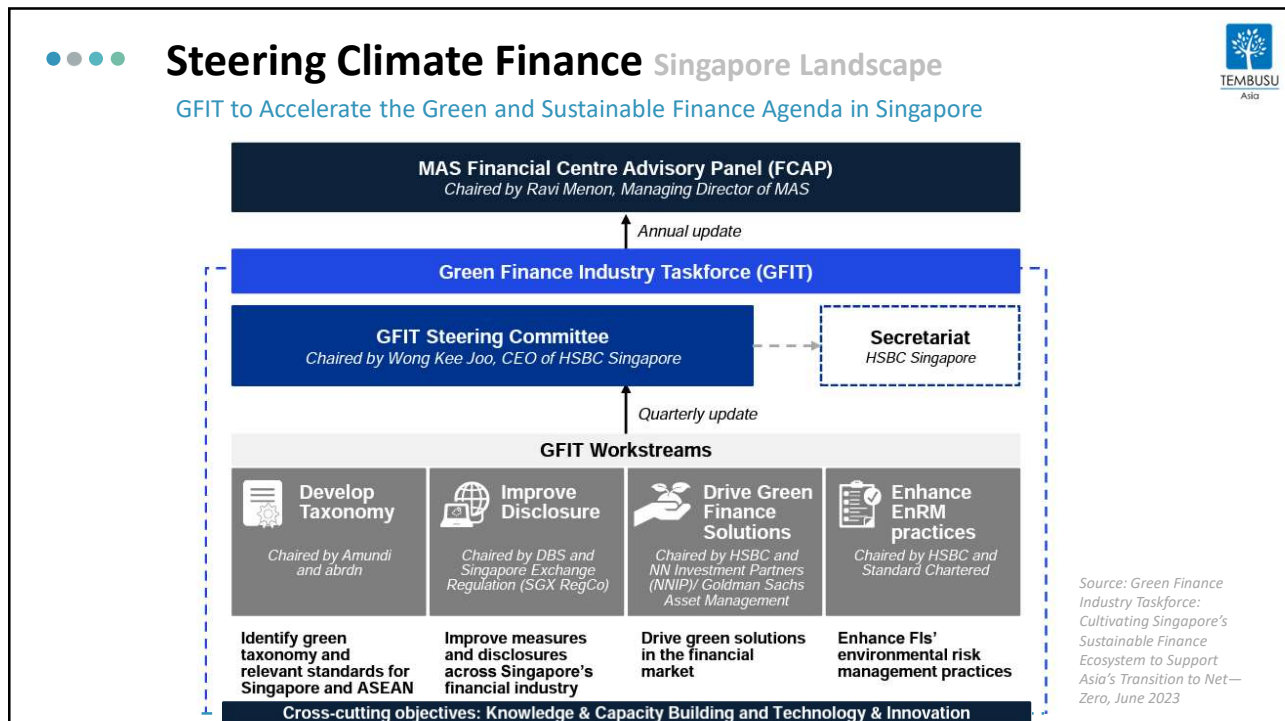 Steering Climate Finance Singapore Landscape
TEMBUSU
Asia
GFIT to Accelerate the Green and Sustainable Finance Agenda in Singapore
MAS Financial Centre Advisory Panel (FCAP)
Chaired by Ravi Menon, Managing Director of MAS
Annual update
Green Finance Industry Taskforce (GFIT)
GFIT Steering Committee
Chaired by Wong Kee Joo, CEO of HSBC Singapore
Secretariat
HSBC Singapore
Quarterly update
GFIT Workstreams
Develop
Taxonomy
Chaired by Amundi
and abrdn
Improve
Disclosure
Chaired by DBS and
Singapore Exchange
Regulation (SGX RegCo)
Drive Green
Finance
Solutions
Chaired by HSBC and
NN Investment Partners
(NNIP)/ Goldman Sachs
Asset Management
Enhance
EnRM
practices
Chaired by HSBC and
Standard Chartered
Identify green
taxonomy and
relevant standards for
Singapore and ASEAN
Improve measures
and disclosures
across Singapore's
financial industry
Drive green solutions
in the financial
market
Enhance FIs'
environmental risk
management practices
Cross-cutting objectives: Knowledge & Capacity Building and Technology & Innovation
Source: Green Finance
Industry Taskforce:
Cultivating Singapore's
Sustainable Finance
Ecosystem to Support
Asia's Transition to Net—
Zero, June 2023